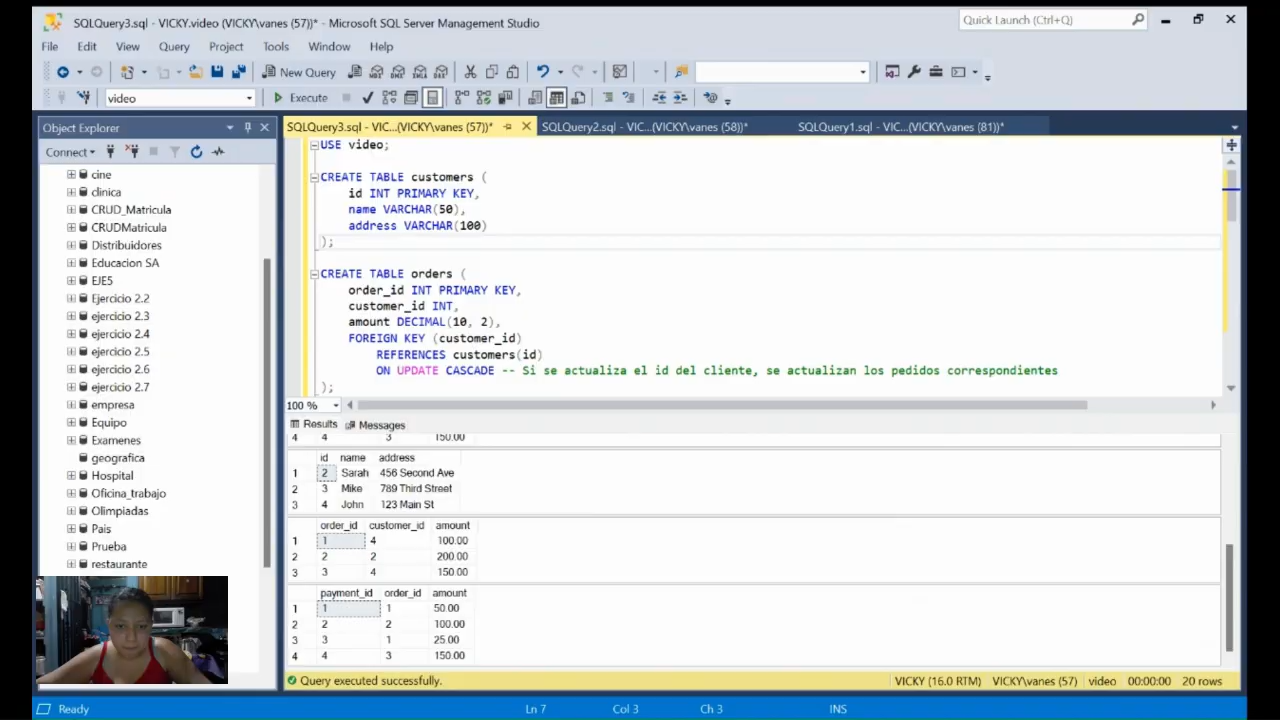 SQLQuery3.sql - VICKY.video (VICKY\vanes (57))* - Microsoft SQL Server Management Studio
Quick Launch (Ctrl+Q)
File Edit View Query Project Tools Window Help
New Query
video
Execute
Object Explorer
SQLQuery3.sql - VIC...(VICKY\vanes (57))*
SQLQuery2.sql - VIC...(VICKY\vanes (58))*
SQLQuery1.sql - VIC...(VICKY\vanes (81))*
Connect
cine
clinica
CRUD_Matricula
CRUDMatricula
Distribuidores
Educacion SA
EJE5
Ejercicio 2.2
ejercicio 2.3
ejercicio 2.4
ejercicio 2.5
ejercicio 2.6
ejercicio 2.7
empresa
Equipo
Examenes
geografica
Hospital
Oficina_trabajo
Olimpiadas
Pais
Prueba
restaurante
USE video;
CREATE TABLE customers (
id INT PRIMARY KEY,
name VARCHAR(50),
address VARCHAR(100)
);
CREATE TABLE orders (
order_id INT PRIMARY KEY,
customer_id INT,
amount DECIMAL(10, 2),
FOREIGN KEY (customer_id)
REFERENCES customers(id)
ON UPDATE CASCADE -- Si se actualiza el id del cliente, se actualizan los pedidos correspondientes
);
100 %
Results Messages
4 4 3 150.00
id name address
1 2 Sarah 456 Second Ave
2 3 Mike 789 Third Street
3 4 John 123 Main St
order_id customer_id amount
1 1 4 100.00
2 2 2 200.00
3 3 4 150.00
payment_id order_id amount
1 1 1 50.00
2 2 2 100.00
3 3 1 25.00
4 4 3 150.00
Query executed successfully.
VICKY (16.0 RTM) VICKY\vanes (57) video 00:00:00 20 rows
Ready Ln 7 Col 3 Ch 3 INS